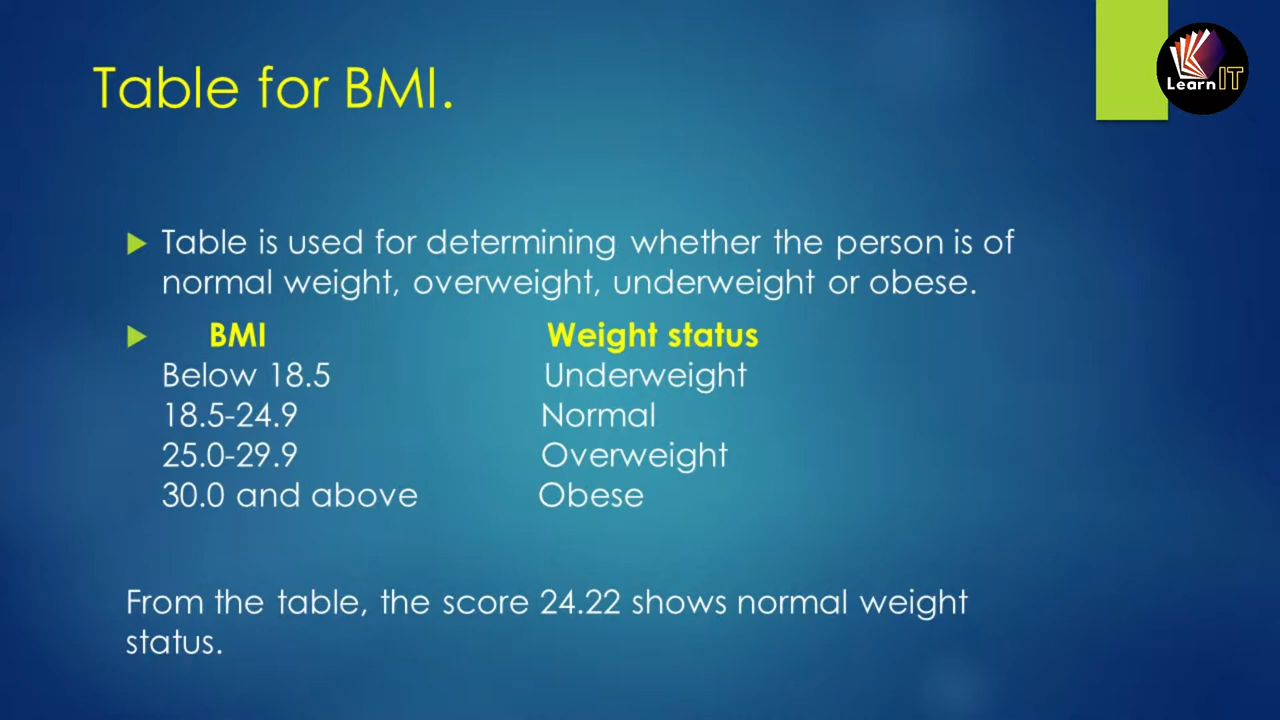 Table for BMI.
Learn IT
Table is used for determining whether the person is of
normal weight, overweight, underweight or obese.
BMI Weight status
Below 18.5 Underweight
18.5-24.9 Normal
25.0-29.9 Overweight
30.0 and above Obese
From the table, the score 24.22 shows normal weight
status.